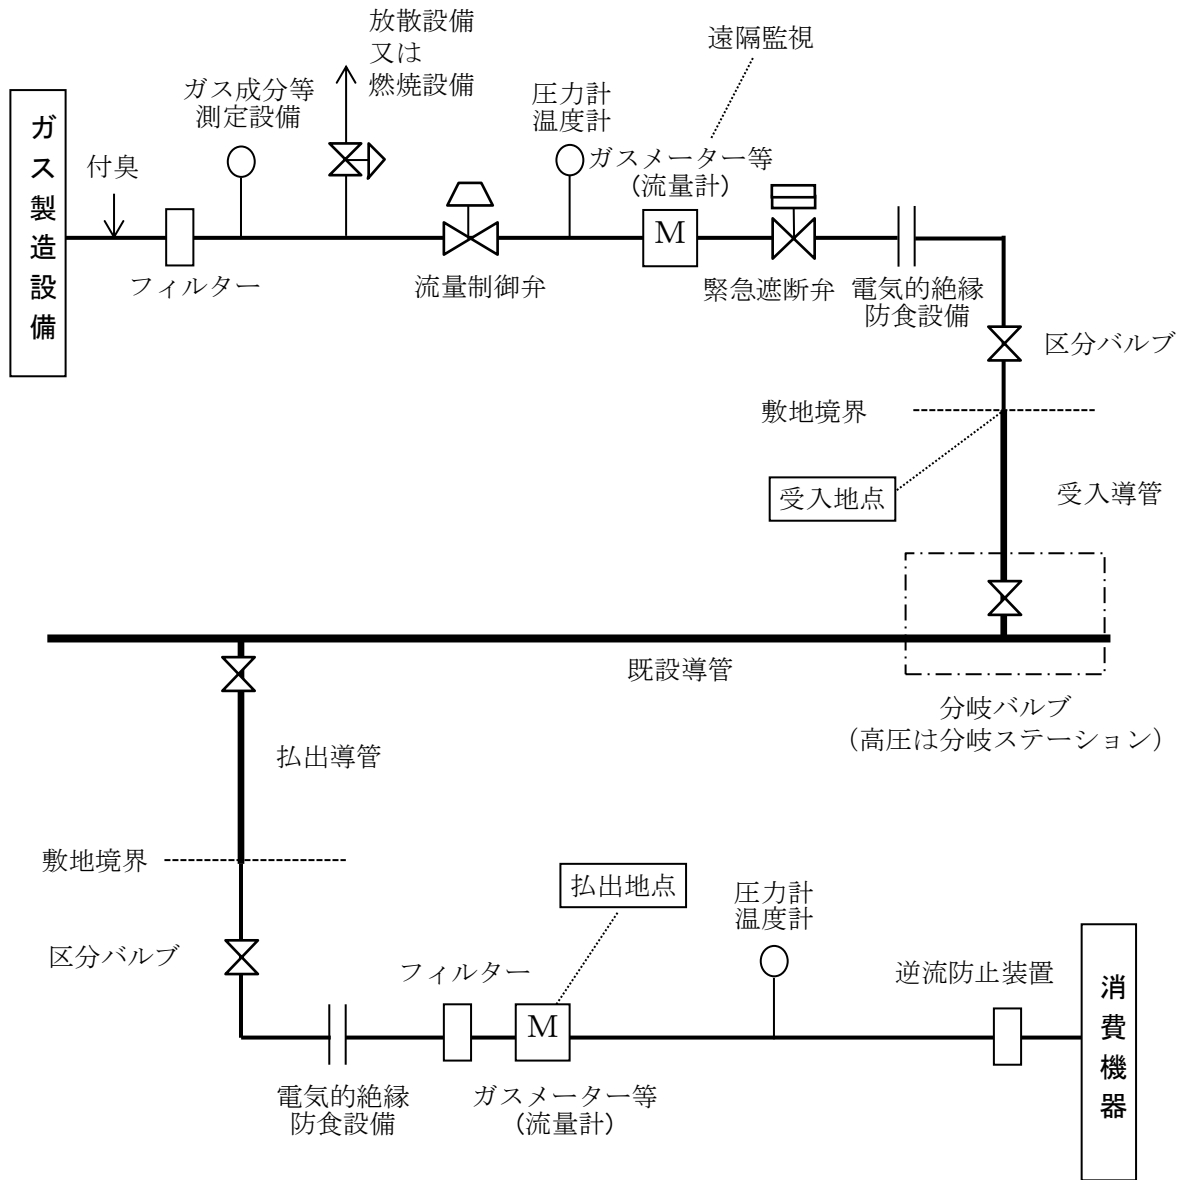 放散設備
又は
燃焼設備
遠隔監視
ガス成分等
測定設備
圧力計
温度計
ガス製造設備
付臭
ガスメーター等
(流量計)
M
フィルター
流量制御弁
緊急遮断弁
電気的絶縁
防食設備
区分バルブ
敷地境界
受入地点
受入導管
既設導管
分岐バルブ
（高圧は分岐ステーション）
払出導管
敷地境界
払出地点
圧力計
温度計
区分バルブ
フィルター
逆流防止装置
消費機器
M
電気的絶縁
防食設備
ガスメーター等
(流量計)